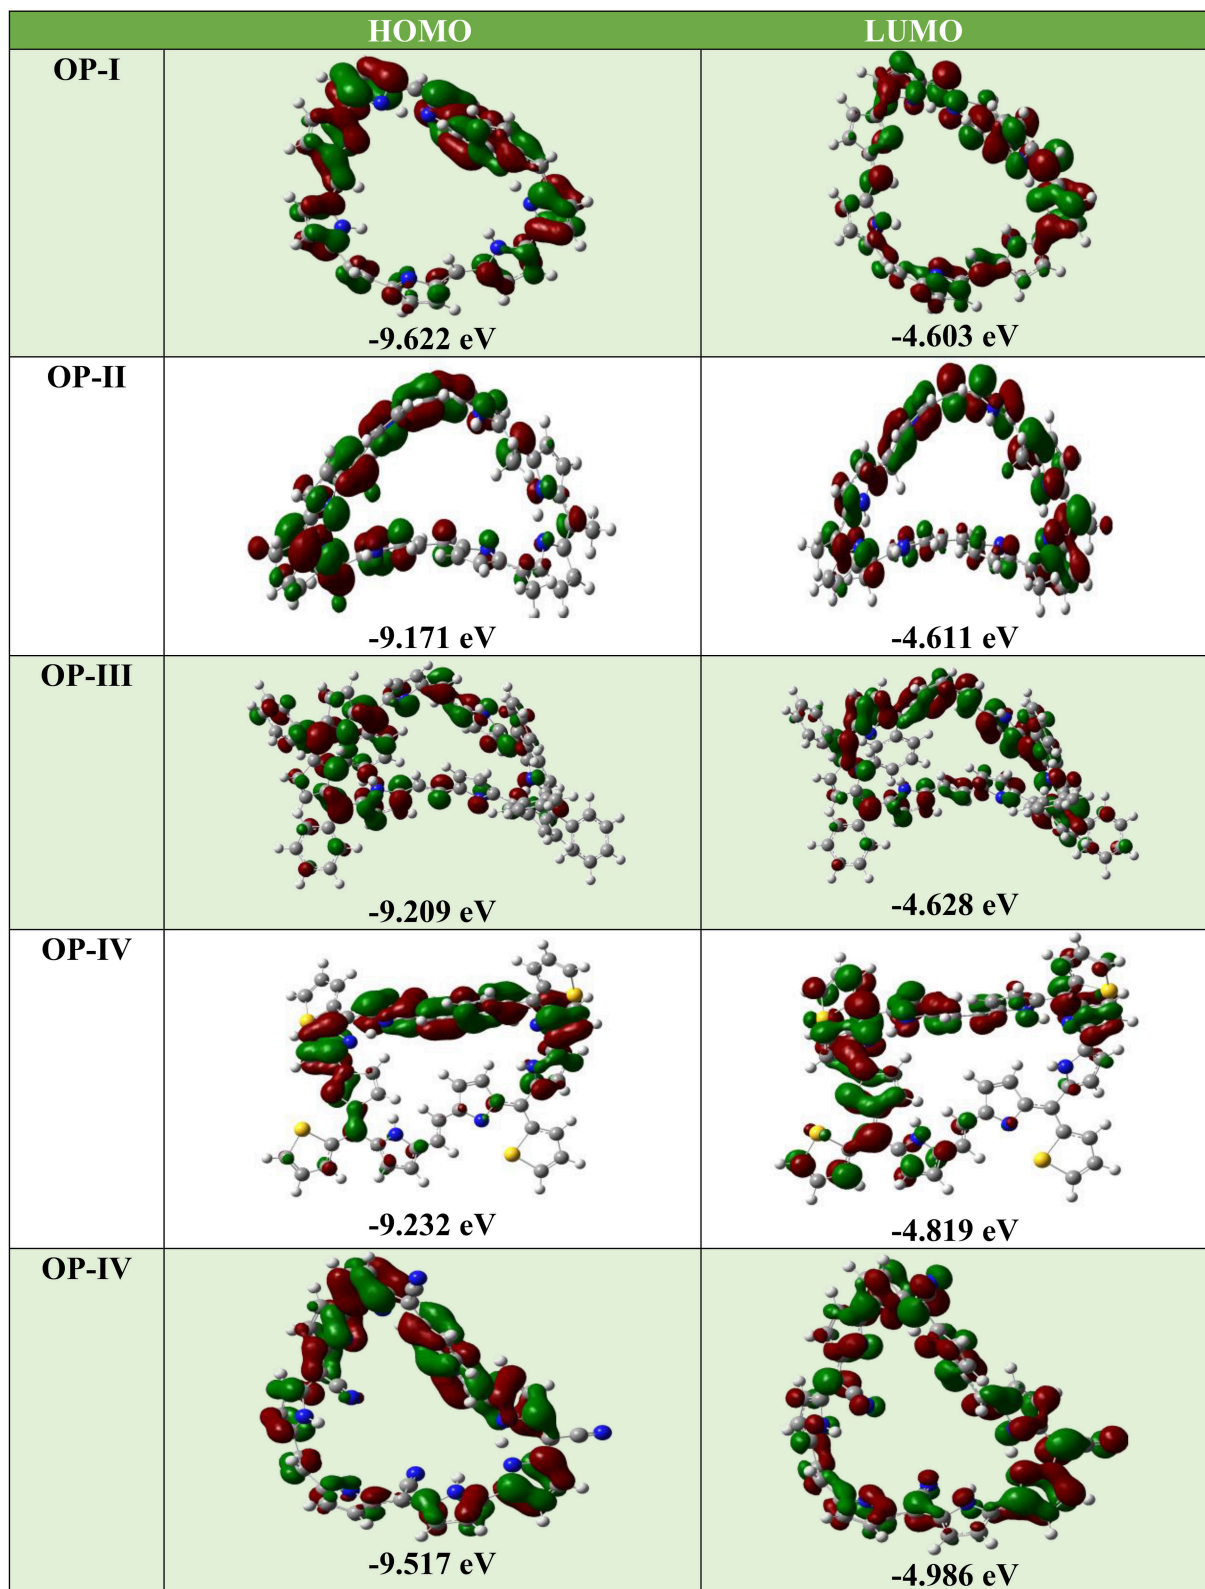 HOMO LUMO
OP-I
-9.622 eV -4.603 eV
OP-II
-9.171 eV -4.611 eV
OP-III
-9.209 eV -4.628 eV
OP-IV
-9.232 eV -4.819 eV
OP-IV
-9.517 eV -4.986 eV